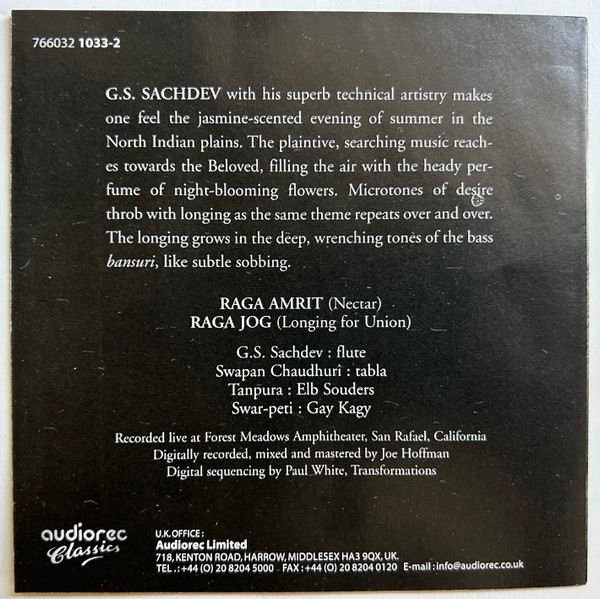 766032 1033-2
G.S. SACHDEV with his superb technical artistry makes
one feel the jasmine-scented evening of summer in the
North Indian plains. The plaintive, searching music reach-
es towards the Beloved, filling the air with the heady per-
fume of night-blooming flowers. Microtones of desire
throb with longing as the same theme repeats over and over.
The longing grows in the deep, wrenching tones of the bass
bansuri, like subtle sobbing.
RAGA AMRIT (Nectar)
RAGA JOG (Longing for Union)
G.S. Sachdev : flute
Swapan Chaudhuri : tabla
Tanpura : Elb Souders
Swar-peti : Gay Kagy
Recorded live at Forest Meadows Amphitheater, San Rafael, California
Digitally recorded, mixed and mastered by Joe Hoffman
Digital sequencing by Paul White, Transformations
audiorec
Classics
U.K. OFFICE :
Audiorec Limited
718, KENTON ROAD, HARROW, MIDDLESEX HA3 9QX, UK.
TEL .: +44 (O) 20 8204 5000 FAX : +44 (O) 20 8204 0120 E-mail : info@audiorec.co.uk